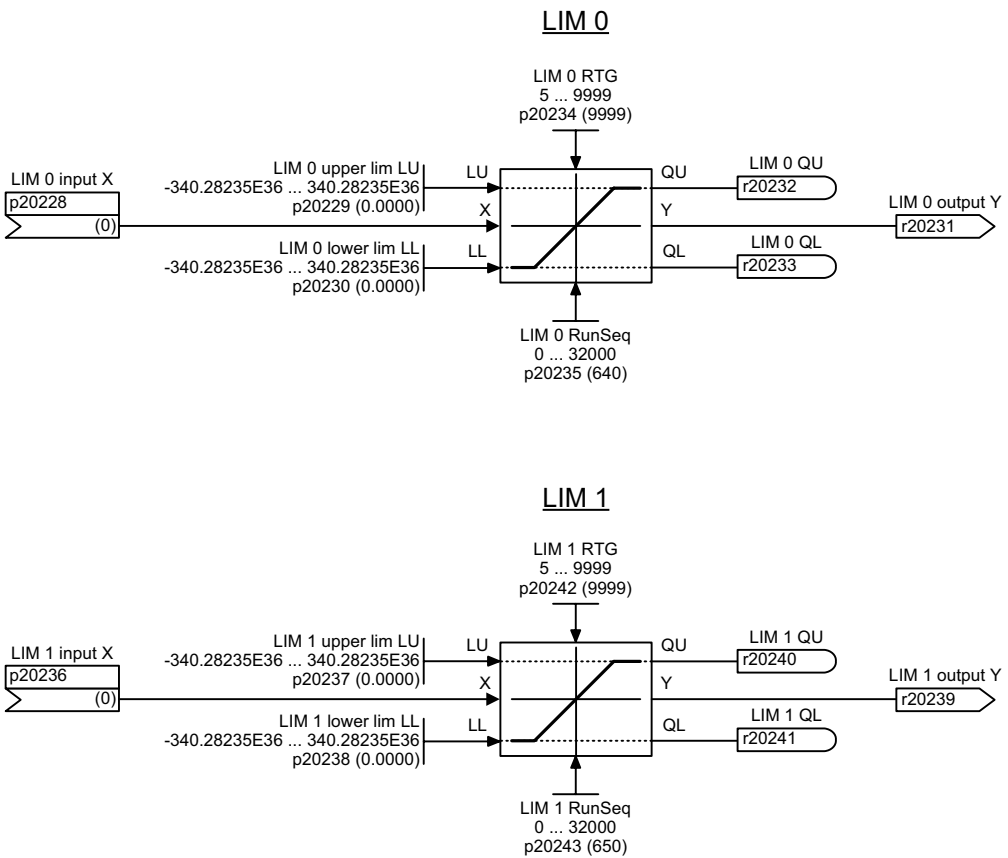 LIM 0
LIM 0 RTG
5 ... 9999
p20234 (9999)
LIM 0 input X
p20228
(0)
LIM 0 upper lim LU
-340.28235E36 ... 340.28235E36
p20229 (0.0000)
LIM 0 lower lim LL
-340.28235E36 ... 340.28235E36
p20230 (0.0000)
LU
X
LL
QU
Y
QL
LIM 0 QU
r20232
LIM 0 QL
r20233
LIM 0 output Y
r20231
LIM 0 RunSeq
0 ... 32000
p20235 (640)
LIM 1
LIM 1 RTG
5 ... 9999
p20242 (9999)
LIM 1 input X
p20236
(0)
LIM 1 upper lim LU
-340.28235E36 ... 340.28235E36
p20237 (0.0000)
LIM 1 lower lim LL
-340.28235E36 ... 340.28235E36
p20238 (0.0000)
LU
X
LL
QU
Y
QL
LIM 1 QU
r20240
LIM 1 QL
r20241
LIM 1 output Y
r20239
LIM 1 RunSeq
0 ... 32000
p20243 (650)